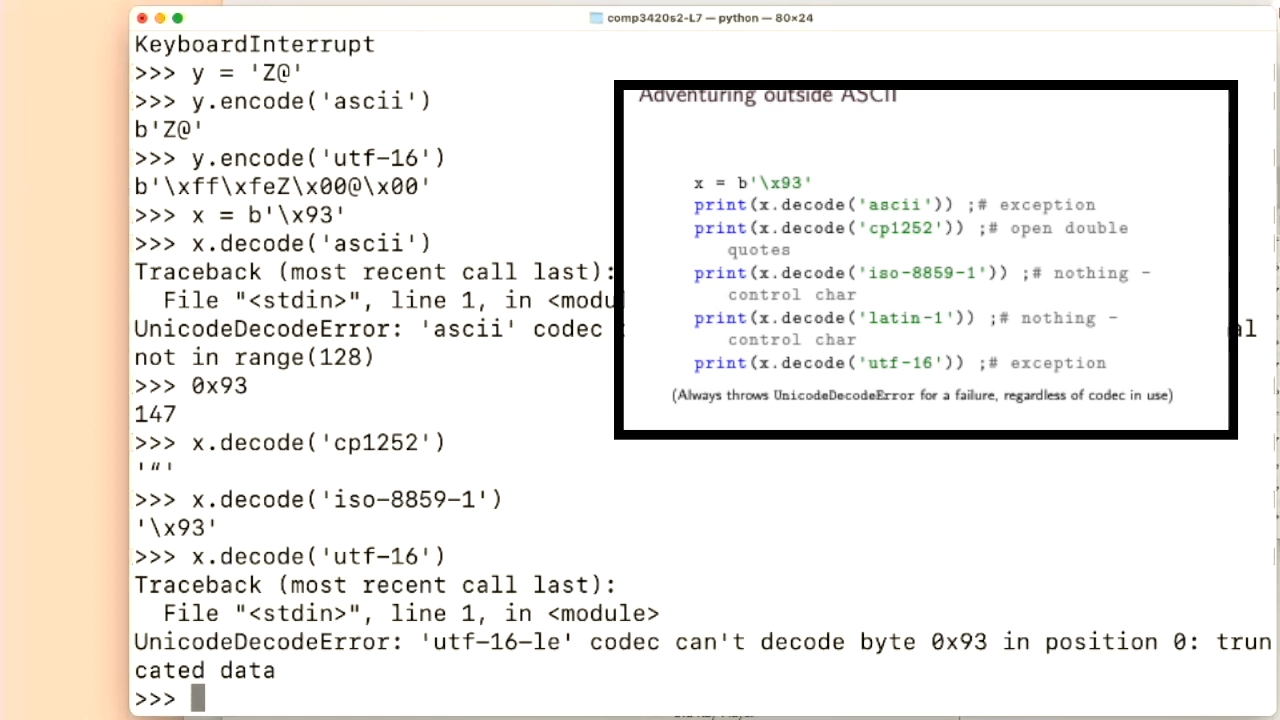 comp3420s2-L7 — python — 80×24
KeyboardInterrupt
>>> y = 'Z@'
>>> y.encode('ascii')
b'Z@'
>>> y.encode('utf-16')
b'\xff\xfeZ\x00@\x00'
>>> x = b'\x93'
>>> x.decode('ascii')
Traceback (most recent call last):
  File "<stdin>", line 1, in <modul
UnicodeDecodeError: 'ascii' codec
not in range(128)
>>> 0x93
147
>>> x.decode('cp1252')
'“'
>>> x.decode('iso-8859-1')
'\x93'
>>> x.decode('utf-16')
Traceback (most recent call last):
  File "<stdin>", line 1, in <module>
UnicodeDecodeError: 'utf-16-le' codec can't decode byte 0x93 in position 0: trun
cated data
>>>
Adventuring outside ASCII
x = b'\x93'
print(x.decode('ascii')) ;# exception
print(x.decode('cp1252')) ;# open double
quotes
print(x.decode('iso-8859-1')) ;# nothing -
control char
print(x.decode('latin-1')) ;# nothing -
control char
print(x.decode('utf-16')) ;# exception
(Always throws UnicodeDecodeError for a failure, regardless of codec in use)